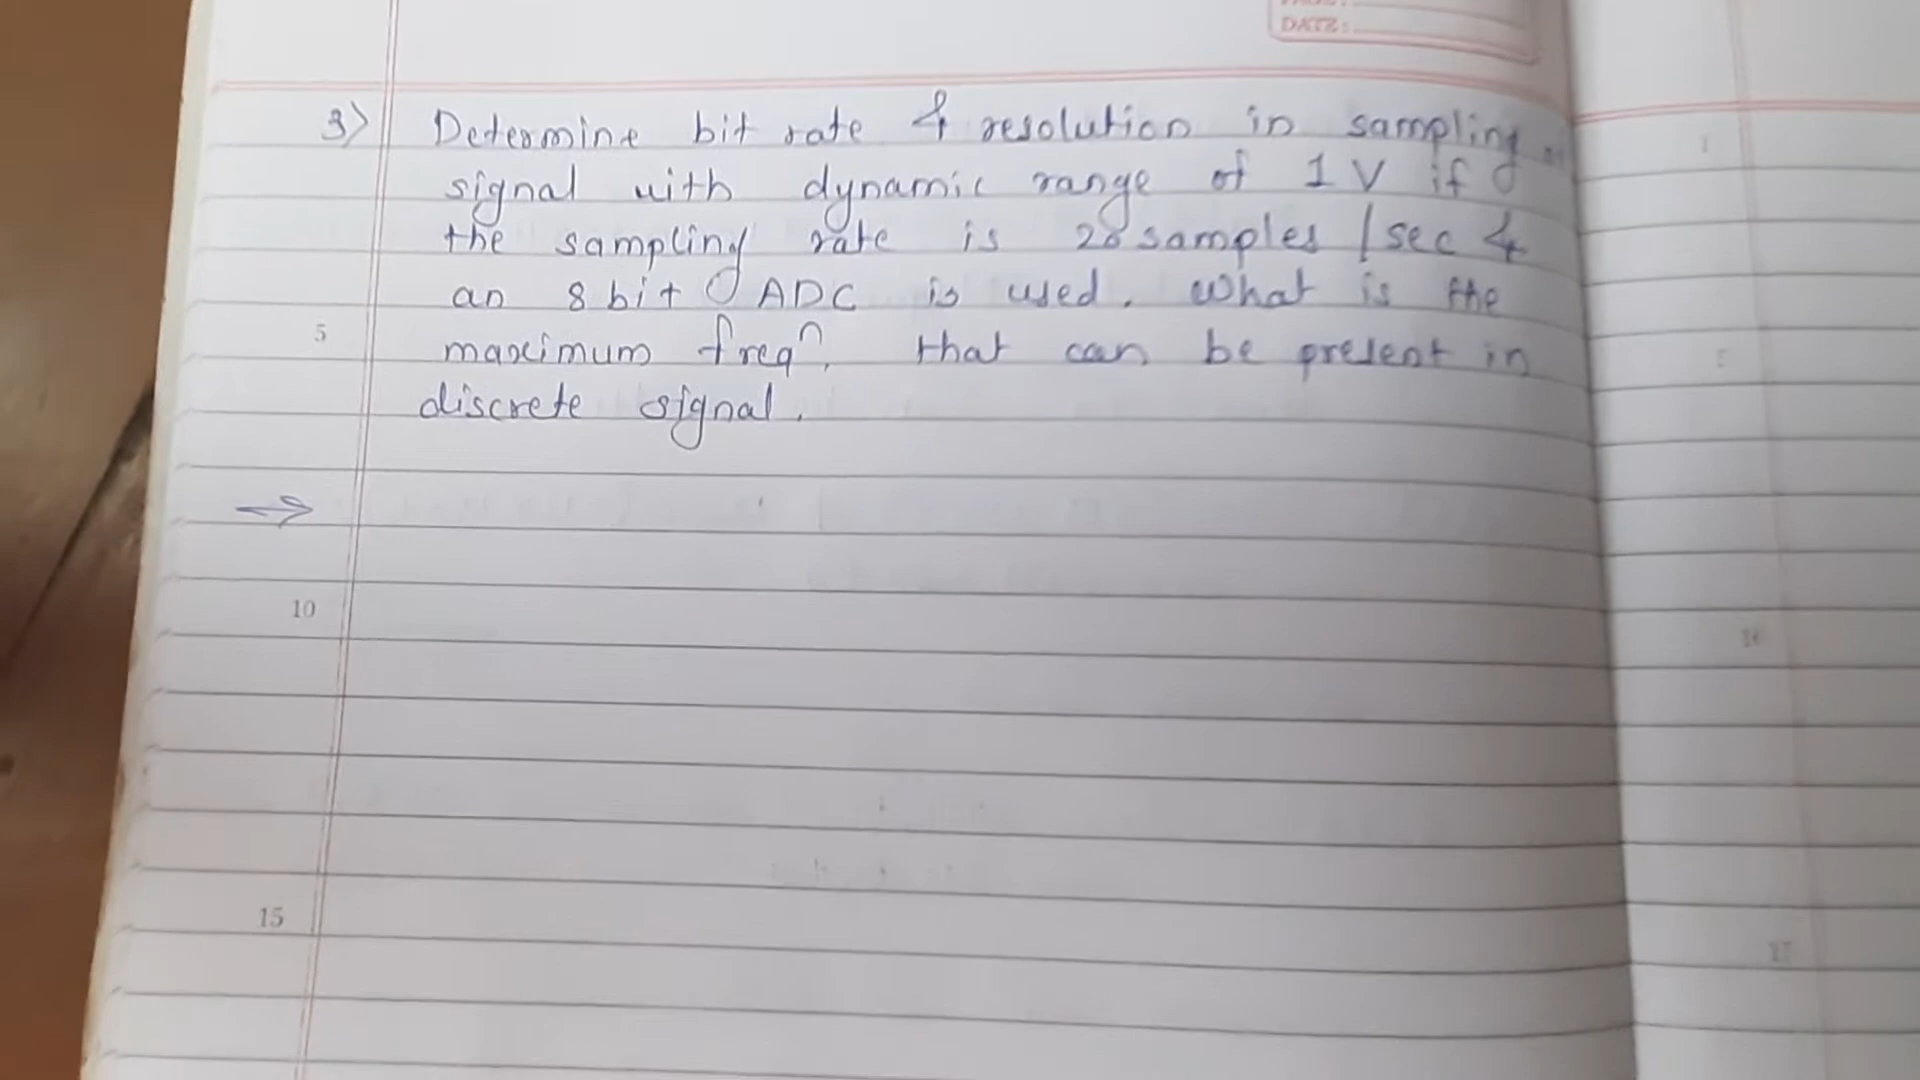 DATE:
3) Determine bit rate & resolution in sampling
signal with dynamic range of 1 V if
the sampling rate is 20 samples / sec &
an 8 bit ADC is used. What is the
5
maximum freqⁿ. that can be present in
discrete signal.
→
10
15